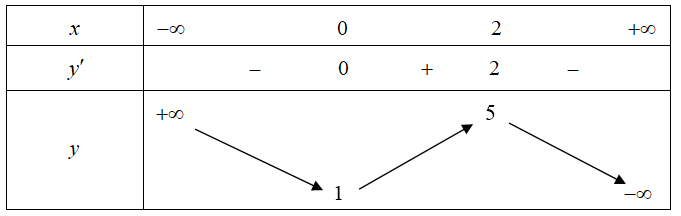 x −∞ 0 2 +∞
y′ − 0 + 2 −
+∞ 5
y
1 −∞